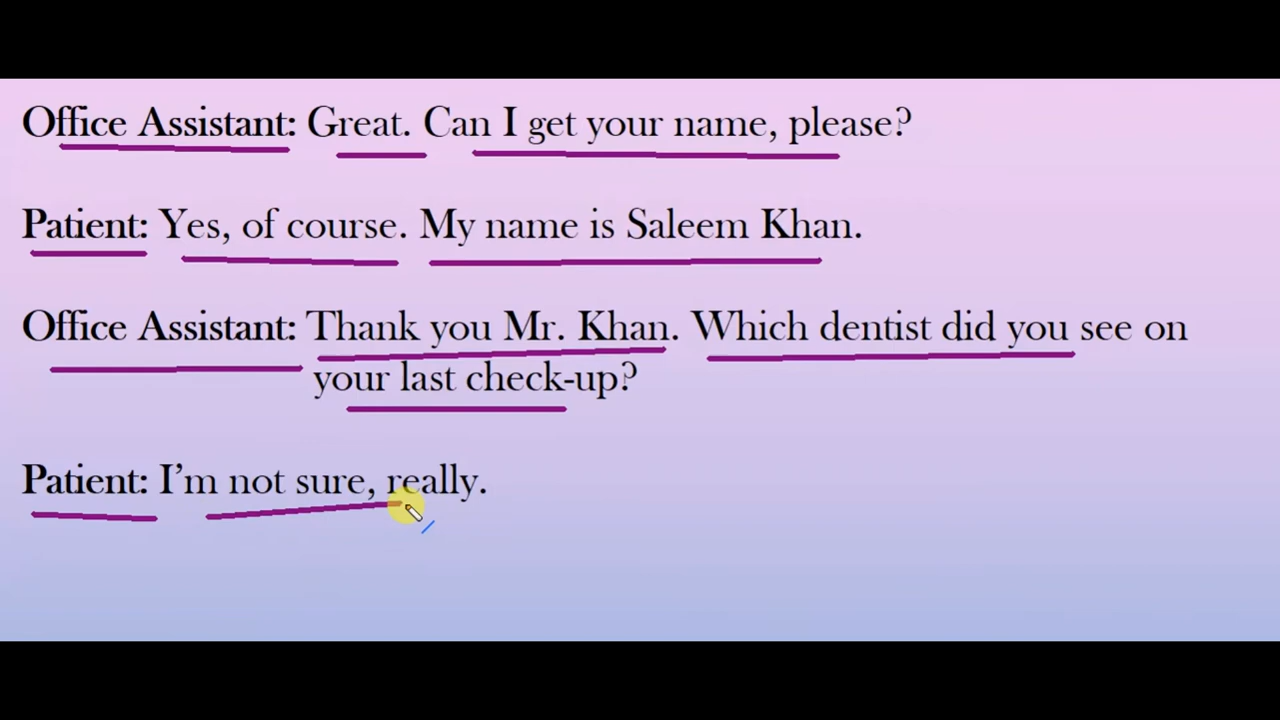 Office Assistant: Great. Can I get your name, please?
Patient: Yes, of course. My name is Saleem Khan.
Office Assistant: Thank you Mr. Khan. Which dentist did you see on
your last check-up?
Patient: I’m not sure, really.